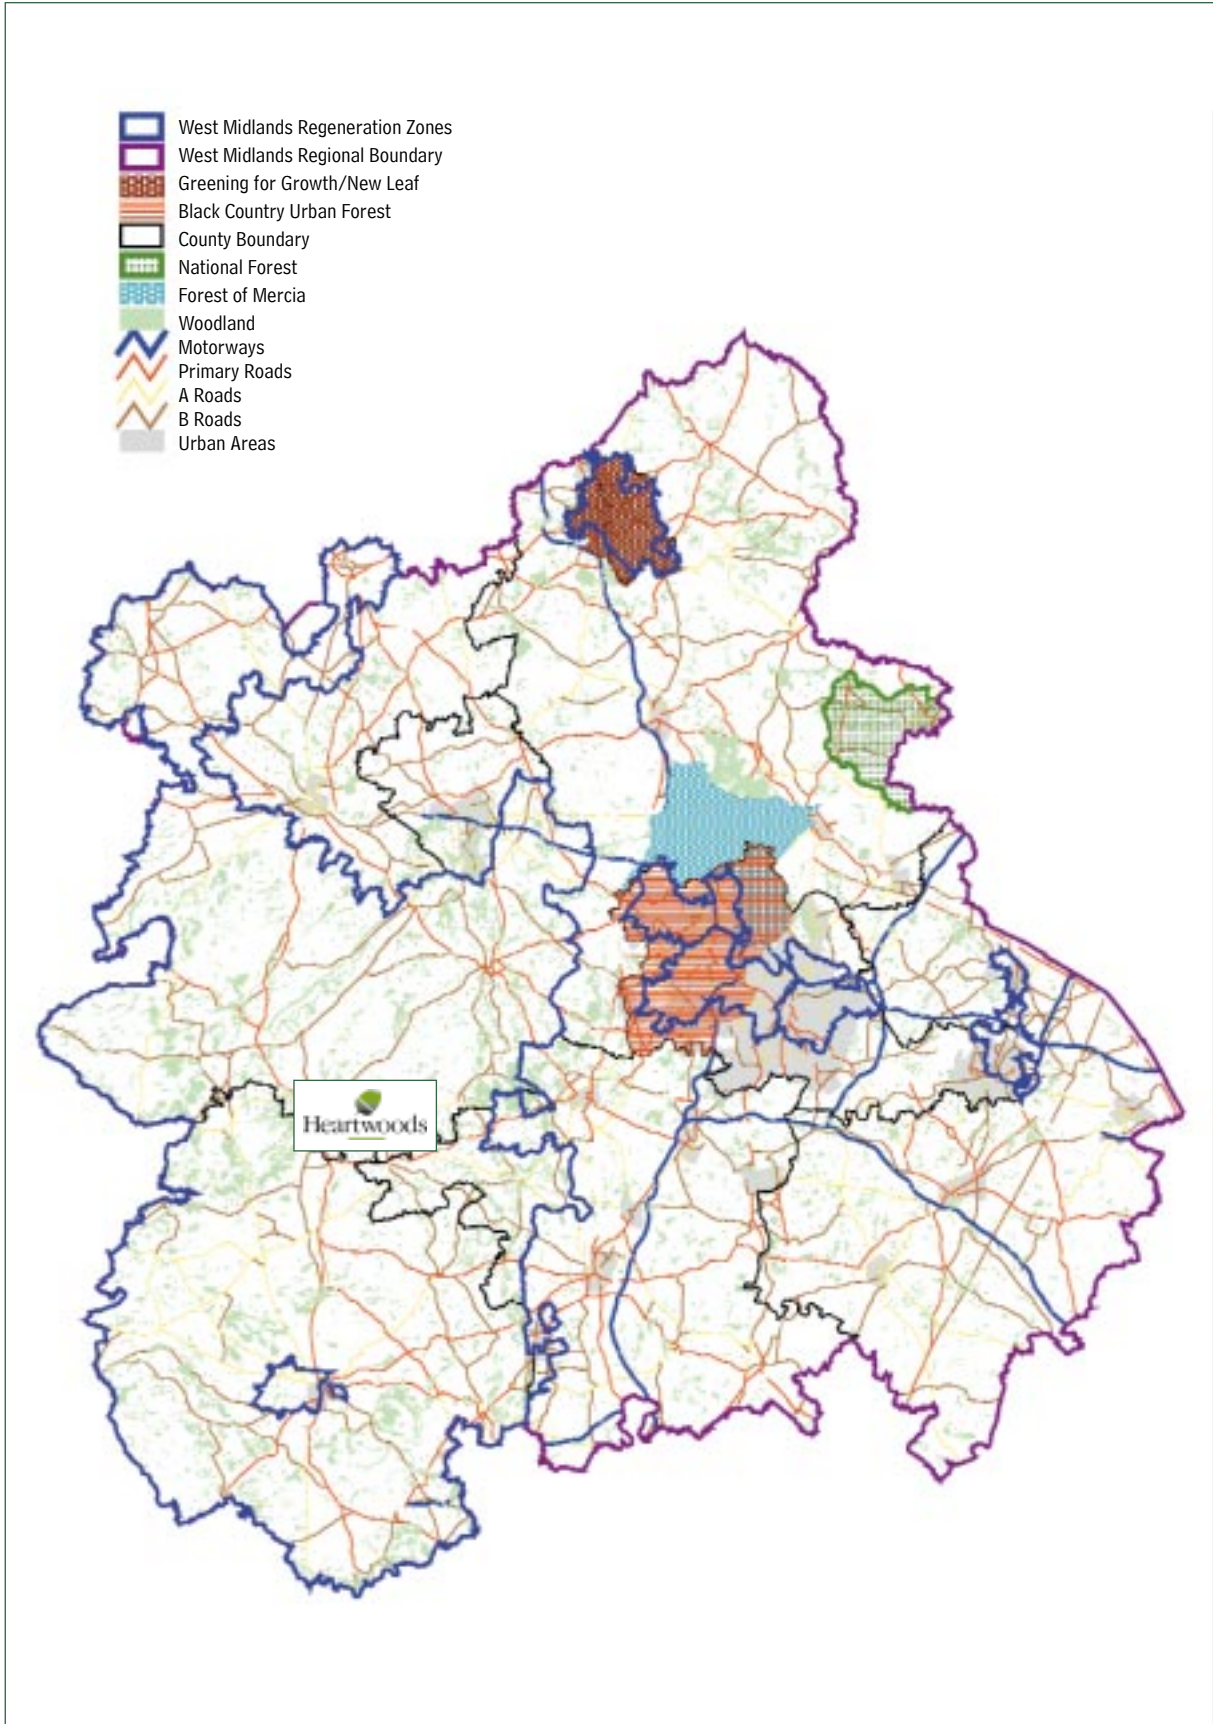 West Midlands Regeneration Zones
West Midlands Regional Boundary
Greening for Growth/New Leaf
Black Country Urban Forest
County Boundary
National Forest
Forest of Mercia
Woodland
Motorways
Primary Roads
A Roads
B Roads
Urban Areas
Heartwoods